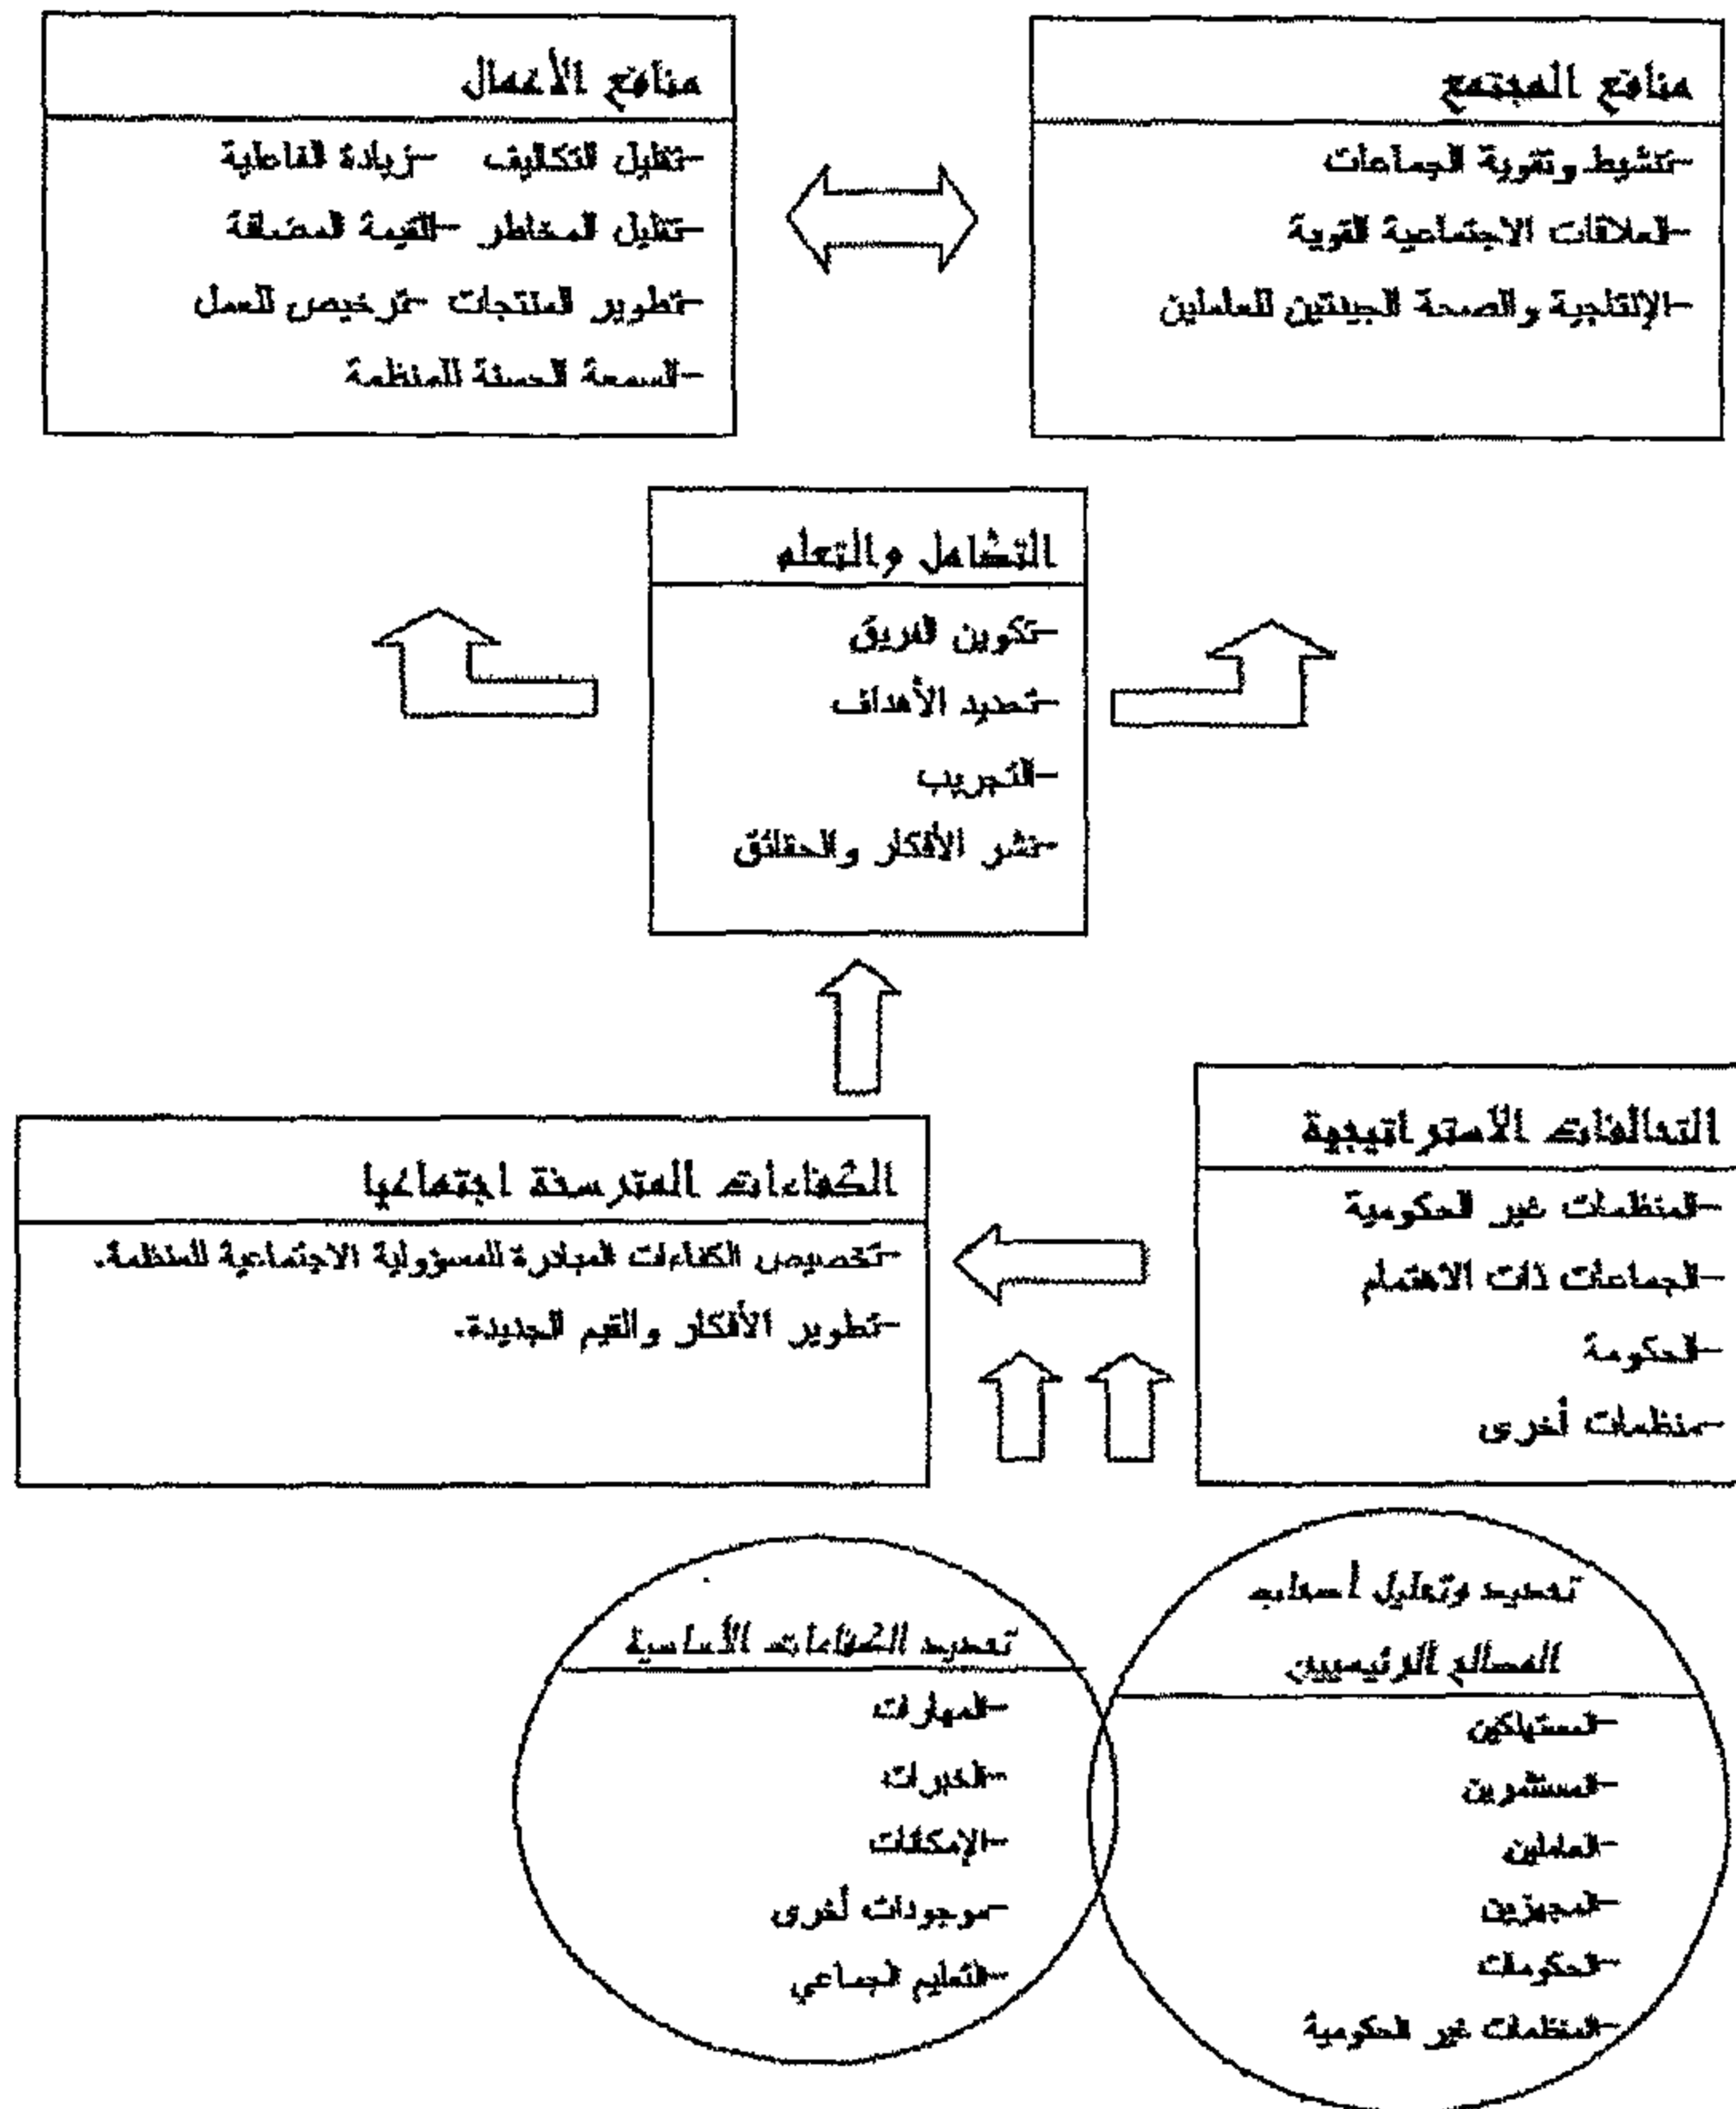 منافع المجتمع
-تنشيط وتقوية الجماعات
-العلاقات الاجتماعية القوية
-الإنتاجية والصحة الجيدتين للعاملين
منافع الأعمال
-تقليل التكاليف -زيادة الفاعلية
-تقليل المخاطر -القيمة المضافة
-تطوير المنتجات -ترخيص للعمل
-السمعة الحسنة للمنظمة
التكامل والتعلم
-تكوين الفريق
-تحديد الأهداف
-التجريب
-نشر الأفكار والحقائق
التحالفات الاستراتيجية
-المنظمات غير الحكومية
-الجماعات ذات الاهتمام
-الحكومة
-منظمات أخرى
الكفاءات المترسخة اجتماعيا
-تخصيص الكفاءات المبادرة للمسؤولية الاجتماعية للمنظمة.
-تطوير الأفكار والقيم الجديدة.
تحديد وتحليل أصحاب
المصالح الرئيسيين
-المستهلكين
-المستثمرين
-العاملين
-المجهزين
-الحكومات
-المنظمات غير الحكومية
تحديد الكفاءات الأساسية
-المهارات
-الخبرات
-الإمكانات
-موجودات أخرى
-التعليم الجماعي